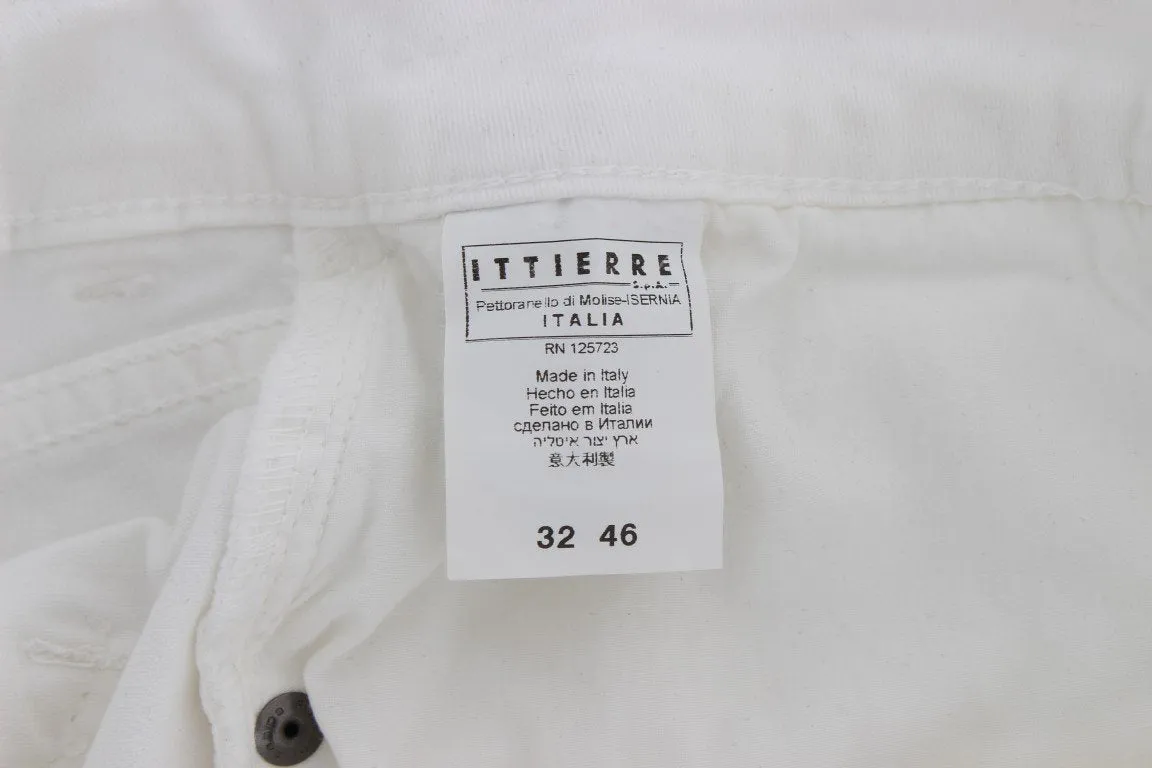 ITTIERRE
S.p.A.
Pettoranello di Molise-ISERNIA
ITALIA
RN 125723
Made in Italy
Hecho en Italia
Feito em Italia
сделано в Италии
ארץ יצור איטליה
意大利製
32 46